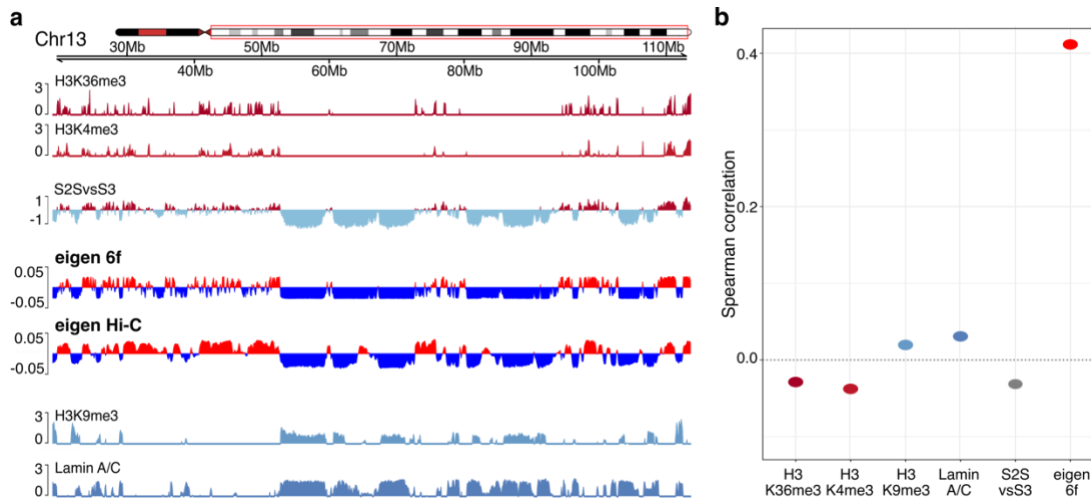 a
Chr13
30Mb 50Mb 70Mb 90Mb 110Mb
40Mb 60Mb 80Mb 100Mb
H3K36me3
3
0
H3K4me3
3
0
S2SvsS3
1
-1
eigen 6f
0.05
-0.05
eigen Hi-C
0.05
-0.05
H3K9me3
3
0
Lamin A/C
3
0
b
Spearman correlation
0.4
0.2
0.0
H3 H3 H3 Lamin S2S eigen
K36me3 K4me3 K9me3 A/C vsS3 6f